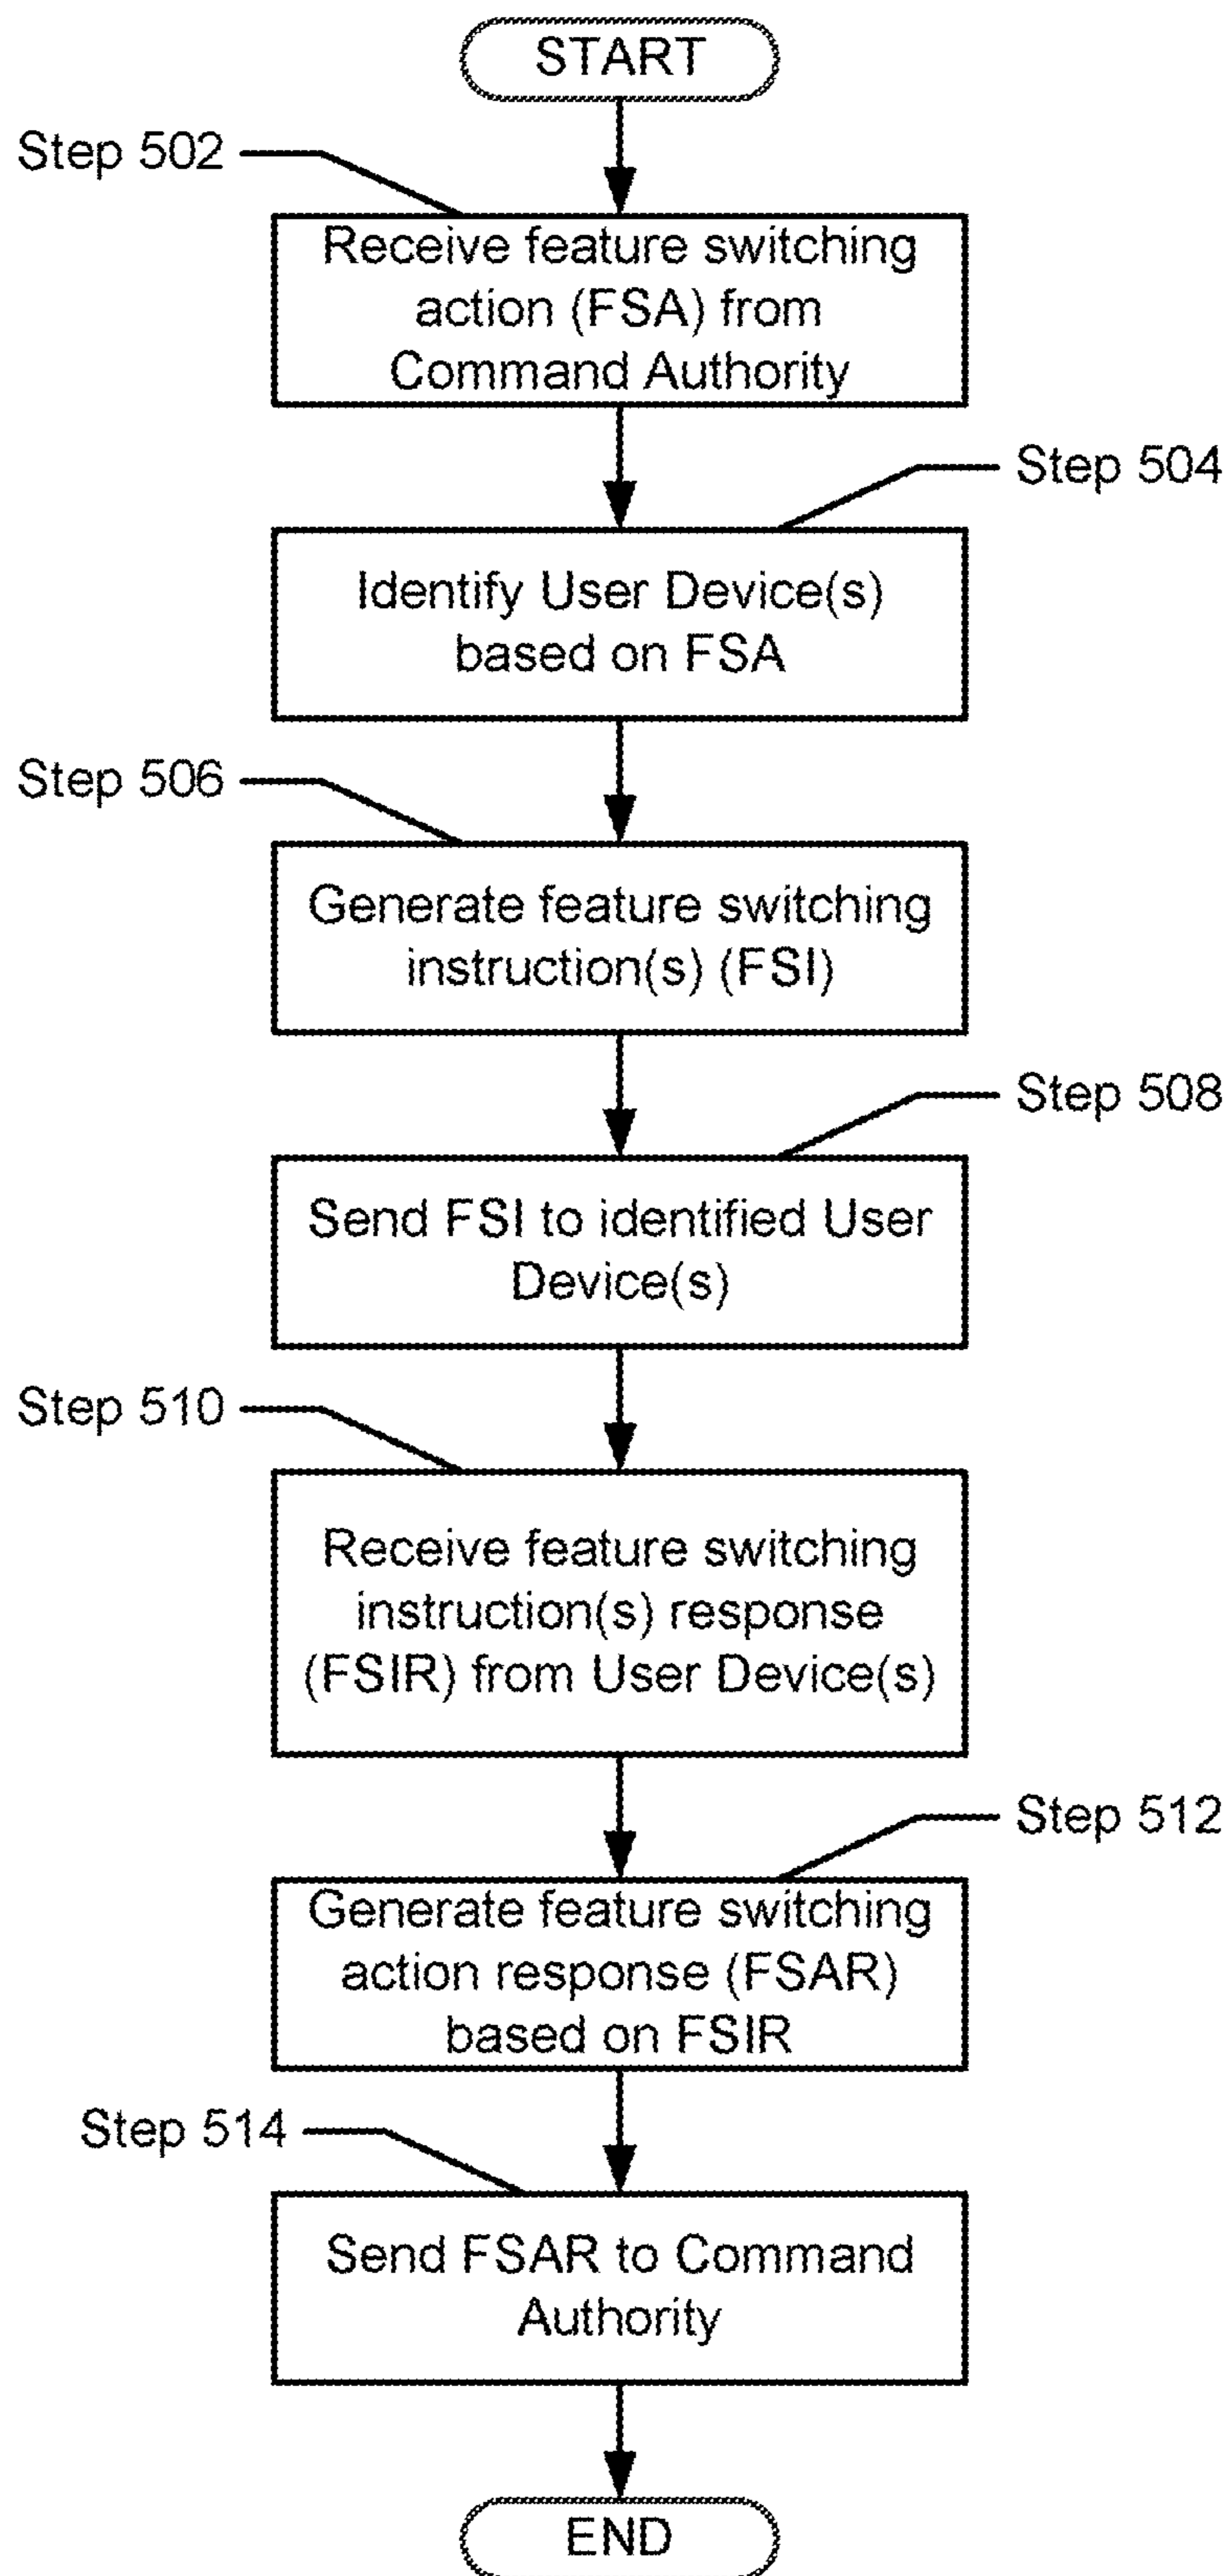 START
Step 502
Receive feature switching
action (FSA) from
Command Authority
Step 504
Identify User Device(s)
based on FSA
Step 506
Generate feature switching
instruction(s) (FSI)
Step 508
Send FSI to identified User
Device(s)
Step 510
Receive feature switching
instruction(s) response
(FSIR) from User Device(s)
Step 512
Generate feature switching
action response (FSAR)
based on FSIR
Step 514
Send FSAR to Command
Authority
END